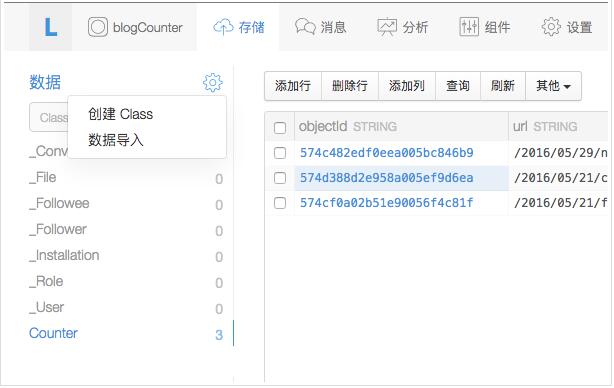 L blogCounter 存储 消息 分析 组件 设置
数据
创建 Class
数据导入
Class
_Conv
_File 0
_Followee 0
_Follower 0
_Installation 0
_Role 0
_User 0
Counter 3
添加行 删除行 添加列 查询 刷新 其他
objectId STRING url STRING
574c482edf0eea005bc846b9 /2016/05/29/n
574d388d2e958a005ef9d6ea /2016/05/21/c
574cf0a02b51e90056f4c81f /2016/05/21/f